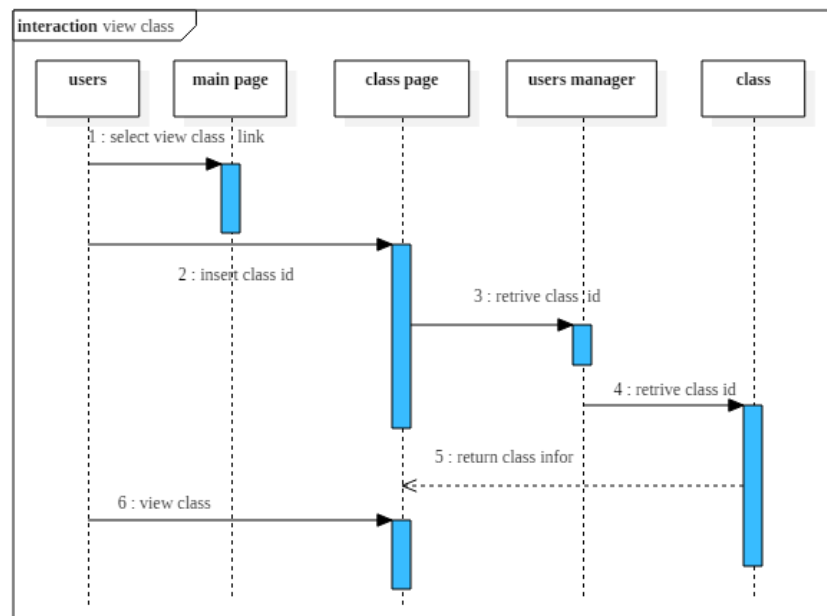 interaction view class
users
main page
class page
users manager
class
1 : select view class link
2 : insert class id
3 : retrive class id
4 : retrive class id
5 : return class infor
6 : view class